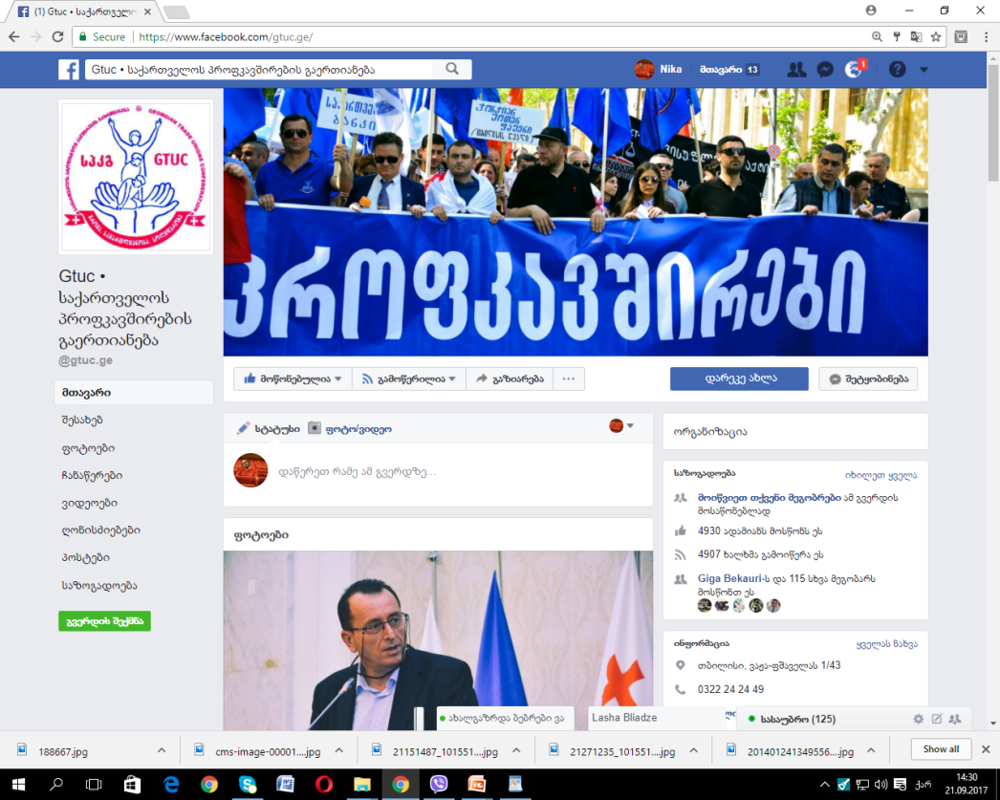 (1) Gtuc • საქართველო
Secure | https://www.facebook.com/gtuc.ge/
Gtuc • საქართველოს პროფკავშირების გაერთიანება
Nika
მთავარი 13
1
საკგ GTUC
GEORGIAN TRADE UNIONS CONFEDERATION
ბანკი
პროფკავშირები
Gtuc •
საქართველოს
პროფკავშირების
გაერთიანება
@gtuc.ge
მთავარი
შესახებ
ფოტოები
ჩანაწერები
ვიდეოები
ღონისძიებები
პოსტები
საზოგადოება
გვერდის შექმნა
მოწონებულია
გამოწერილია
გაზიარება
დარეკე ახლა
შეტყობინება
სტატუსი
ფოტო/ვიდეო
დაწერეთ რამე ამ გვერდზე...
ფოტოები
ორგანიზაცია
საზოგადოება
იხილეთ ყველა
მოიწვიეთ თქვენი მეგობრები ამ გვერდის
მოსაწონებლად
4930 ადამიანს მოსწონს ეს
4907 ხალხმა გამოიწერა ეს
Giga Bekauri-ს და 115 სხვა მეგობარს
მოსწონთ ეს
ინფორმაცია
ყველას ნახვა
თბილისი, ვაჟა-ფშაველას 1/43
0322 24 24 49
ახალგაზრდა ბებრები ვა
Lasha Bliadze
სასაუბრო (125)
188667.jpg
cms-image-00001....jpg
21151487_101551....jpg
21271235_101551....jpg
201401241349556....jpg
Show all
ქარ
14:30
21.09.2017